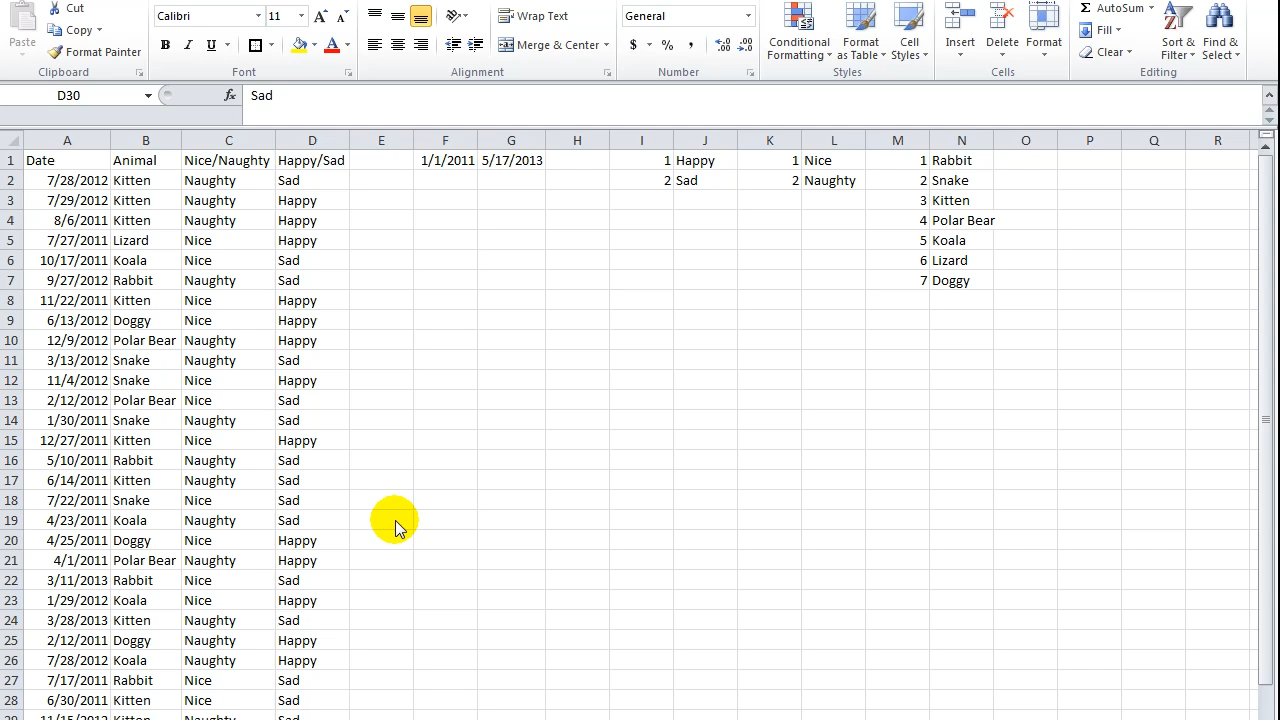 Cut
Copy
Format Painter
Paste
Calibri 11
B I U
A A
Wrap Text
Merge & Center
General
$ % ,
Conditional Formatting
Format as Table
Cell Styles
Insert
Delete
Format
Σ AutoSum
Fill
Clear
Sort & Filter
Find & Select
Clipboard Font Alignment Number Styles Cells Editing
D30 fx Sad
A B C D E F G H I J K L M N O P Q R
1 Date Animal Nice/Naughty Happy/Sad 1/1/2011 5/17/2013 1 Happy 1 Nice 1 Rabbit
2 7/28/2012 Kitten Naughty Sad 2 Sad 2 Naughty 2 Snake
3 7/29/2012 Kitten Naughty Happy 3 Kitten
4 8/6/2011 Kitten Naughty Happy 4 Polar Bear
5 7/27/2011 Lizard Nice Happy 5 Koala
6 10/17/2011 Koala Nice Sad 6 Lizard
7 9/27/2012 Rabbit Naughty Sad 7 Doggy
8 11/22/2011 Kitten Nice Happy
9 6/13/2012 Doggy Nice Happy
10 12/9/2012 Polar Bear Naughty Happy
11 3/13/2012 Snake Naughty Sad
12 11/4/2012 Snake Nice Happy
13 2/12/2012 Polar Bear Nice Sad
14 1/30/2011 Snake Naughty Sad
15 12/27/2011 Kitten Nice Happy
16 5/10/2011 Rabbit Naughty Sad
17 6/14/2011 Kitten Naughty Sad
18 7/22/2011 Snake Nice Sad
19 4/23/2011 Koala Naughty Sad
20 4/25/2011 Doggy Nice Happy
21 4/1/2011 Polar Bear Naughty Happy
22 3/11/2013 Rabbit Nice Sad
23 1/29/2012 Koala Nice Happy
24 3/28/2013 Kitten Naughty Sad
25 2/12/2011 Doggy Naughty Happy
26 7/28/2012 Koala Naughty Happy
27 7/17/2011 Rabbit Nice Sad
28 6/30/2011 Kitten Nice Sad
29 11/15/2012 Kitten Naughty Sad